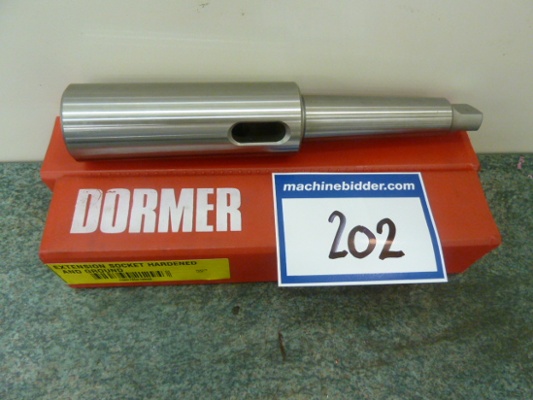 DORMER
machinebidder.com
202
EXTENSION SOCKET HARDENED
AND GROUND